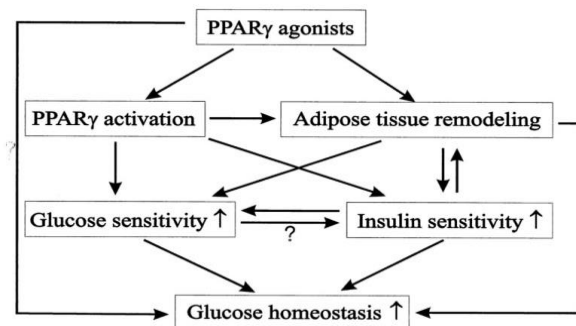 PPARγ agonists
PPARγ activation
Adipose tissue remodeling
?
Glucose sensitivity ↑
Insulin sensitivity ↑
?
Glucose homeostasis ↑